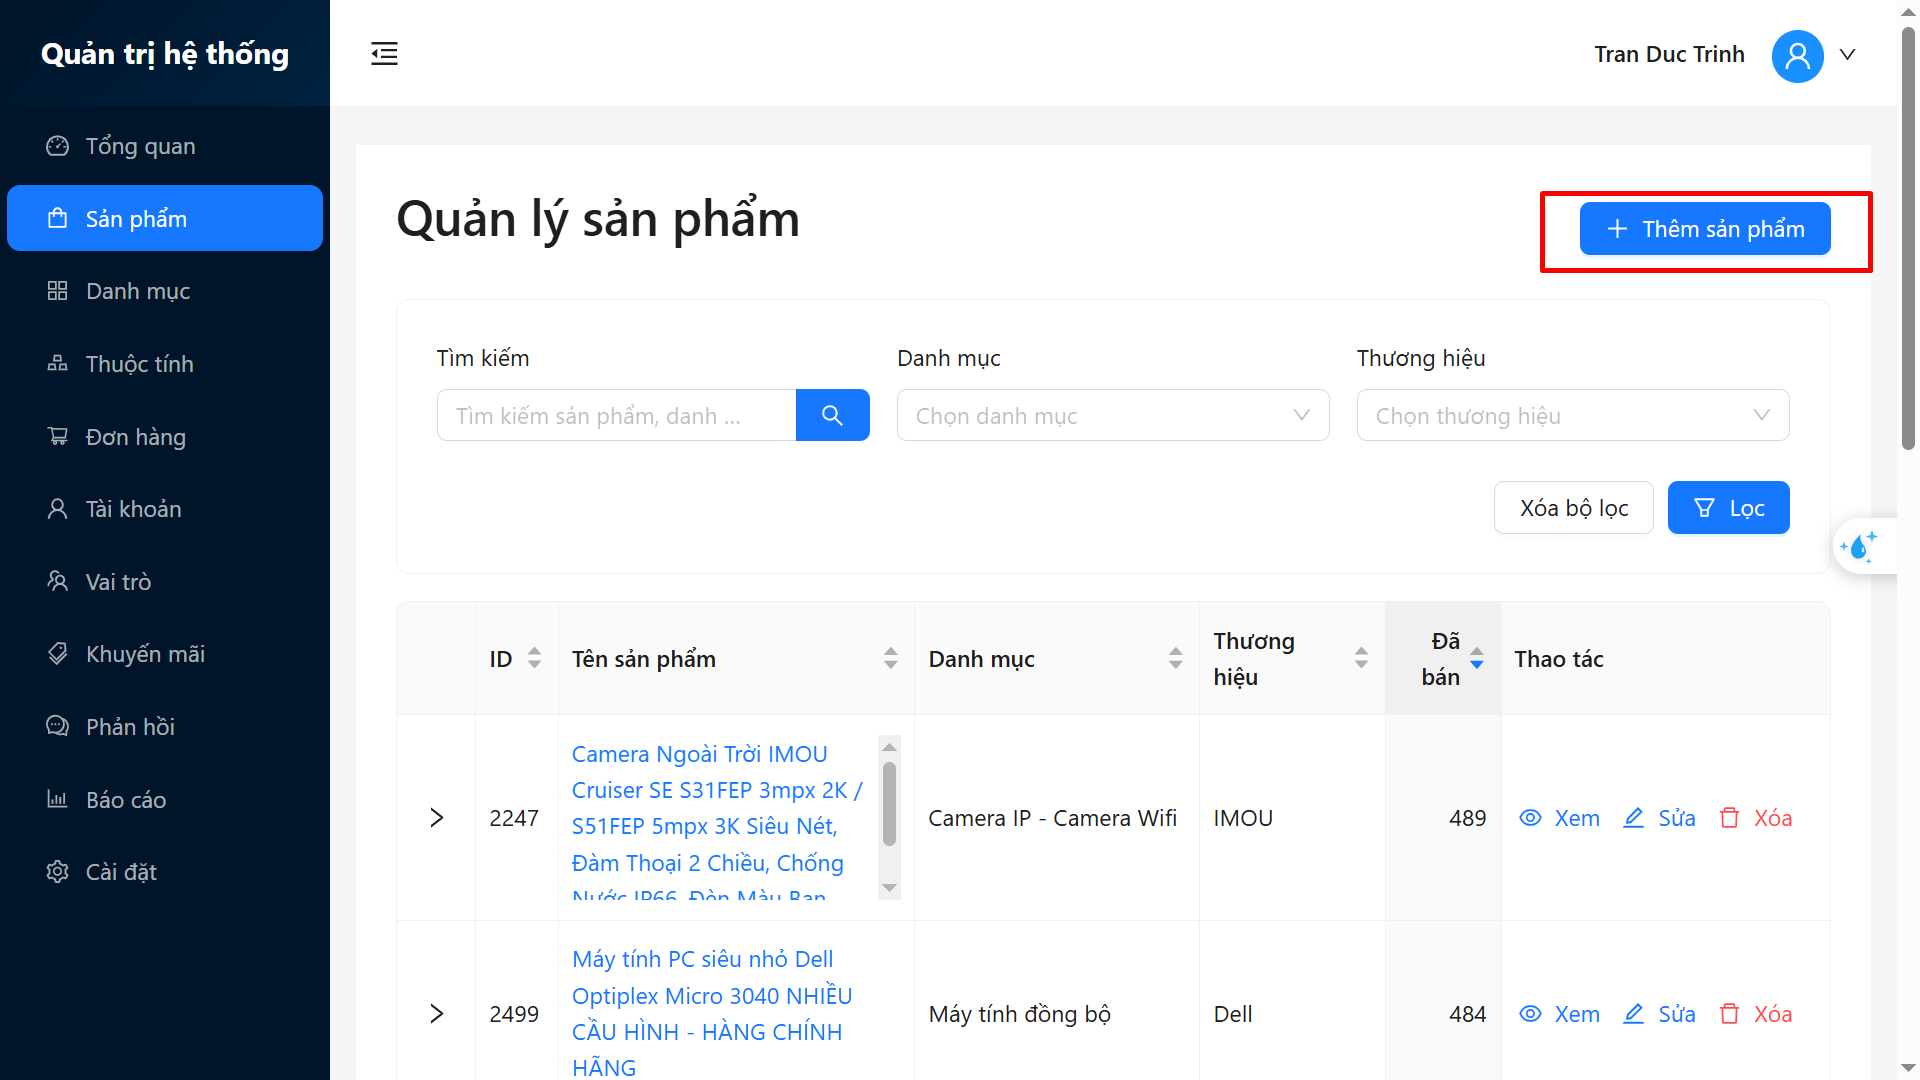 Quản trị hệ thống
Tổng quan
Sản phẩm
Danh mục
Thuộc tính
Đơn hàng
Tài khoản
Vai trò
Khuyến mãi
Phản hồi
Báo cáo
Cài đặt
Tran Duc Trinh
Quản lý sản phẩm
Thêm sản phẩm
Tìm kiếm
Danh mục
Thương hiệu
Tìm kiếm sản phẩm, danh ...
Chọn danh mục
Chọn thương hiệu
Xóa bộ lọc
Lọc
ID
Tên sản phẩm
Danh mục
Thương
hiệu
Đã
bán
Thao tác
2247
Camera Ngoài Trời IMOU
Cruiser SE S31FEP 3mpx 2K /
S51FEP 5mpx 3K Siêu Nét,
Đàm Thoại 2 Chiều, Chống
Nước IP66, Đèn Màu Ban
Camera IP - Camera Wifi
IMOU
489
Xem
Sửa
Xóa
2499
Máy tính PC siêu nhỏ Dell
Optiplex Micro 3040 NHIỀU
CẦU HÌNH - HÀNG CHÍNH
HÃNG
Máy tính đồng bộ
Dell
484
Xem
Sửa
Xóa